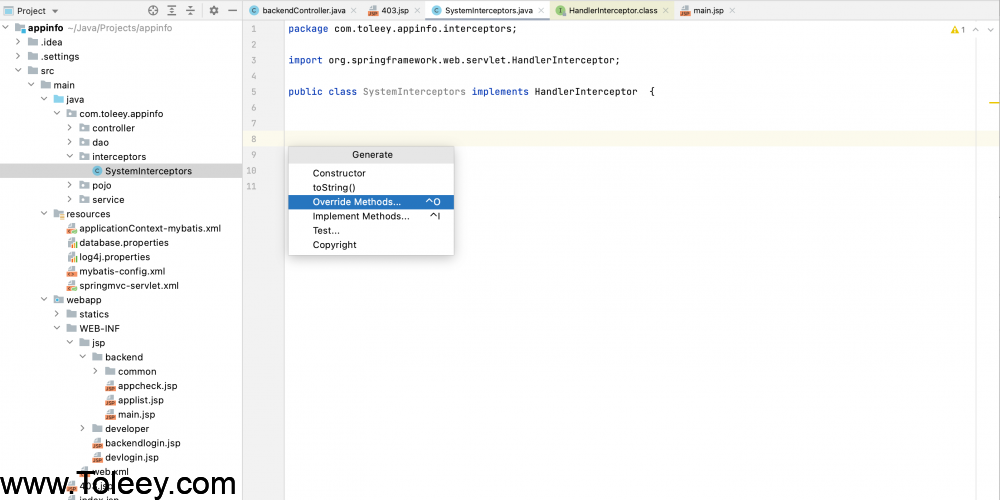 Project
backendController.java
403.jsp
SystemInterceptors.java
HandlerInterceptor.class
main.jsp
appinfo ~/Java/Projects/appinfo
.idea
.settings
src
main
java
com.toleey.appinfo
controller
dao
interceptors
SystemInterceptors
pojo
service
resources
applicationContext-mybatis.xml
database.properties
log4j.properties
mybatis-config.xml
springmvc-servlet.xml
webapp
statics
WEB-INF
jsp
backend
common
appcheck.jsp
applist.jsp
main.jsp
developer
backendlogin.jsp
devlogin.jsp
web.xml
403.jsp
index.jsp
www.Toleey.com
1 package com.toleey.appinfo.interceptors;
2
3 import org.springframework.web.servlet.HandlerInterceptor;
4
5 public class SystemInterceptors implements HandlerInterceptor {
6
7
8
9
10
11
1
Generate
Constructor
toString()
Override Methods... ^O
Implement Methods... ^I
Test...
Copyright